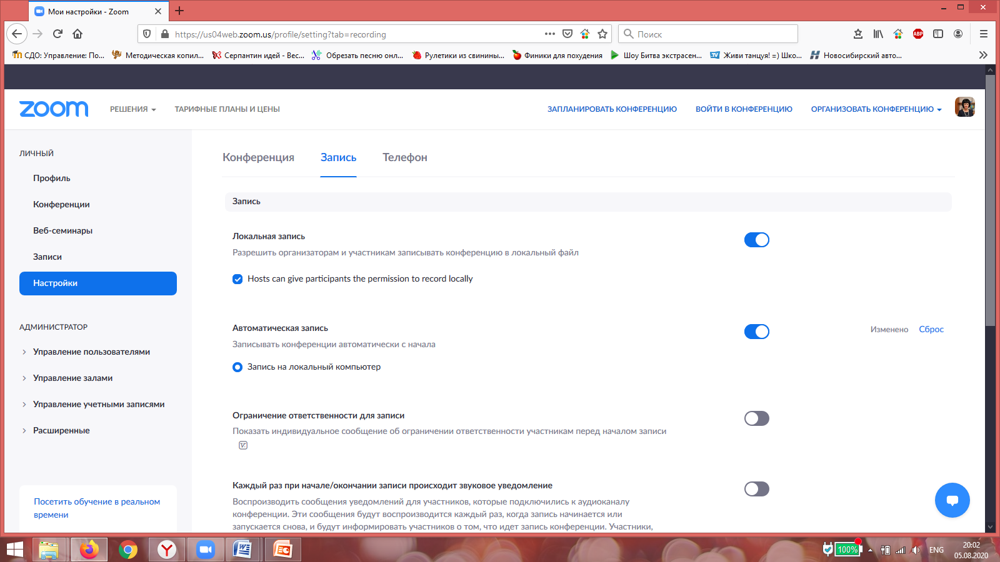 Мои настройки - Zoom
https://us04web.zoom.us/profile/setting?tab=recording
Поиск
ABP
СДО: Управление: По...
Методическая копил...
Серпантин идей - Вес...
Обрезать песню онл...
Рулетики из свинины...
Финики для похудения
Шоу Битва экстрасен...
Живи танцуя! =) Шко...
Новосибирский авто...
zoom
РЕШЕНИЯ
ТАРИФНЫЕ ПЛАНЫ И ЦЕНЫ
ЗАПЛАНИРОВАТЬ КОНФЕРЕНЦИЮ
ВОЙТИ В КОНФЕРЕНЦИЮ
ОРГАНИЗОВАТЬ КОНФЕРЕНЦИЮ
ЛИЧНЫЙ
Профиль
Конференции
Веб-семинары
Записи
Настройки
АДМИНИСТРАТОР
Управление пользователями
Управление залами
Управление учетными записями
Расширенные
Посетить обучение в реальном
времени
Конференция
Запись
Телефон
Запись
Локальная запись
Разрешить организаторам и участникам записывать конференцию в локальный файл
Hosts can give participants the permission to record locally
Автоматическая запись
Изменено
Сброс
Записывать конференции автоматически с начала
Запись на локальный компьютер
Ограничение ответственности для записи
Показать индивидуальное сообщение об ограничении ответственности участникам перед началом записи
Каждый раз при начале/окончании записи происходит звуковое уведомление
Воспроизводить сообщения уведомлений для участников, которые подключились к аудиоканалу
конференции. Эти сообщения будут воспроизводится каждый раз, когда запись начинается или
запускается снова, и будут информировать участников о том, что идет запись конференции. Участники,
100%
ENG
20:02
05.08.2020